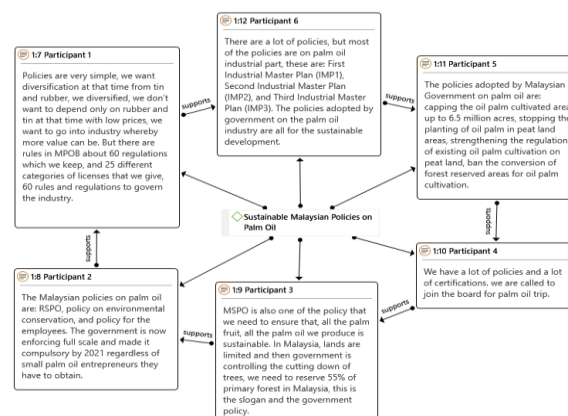 1:12 Participant 6
There are a lot of policies, but most
of the policies are on palm oil
industrial part, these are: First
Industrial Master Plan (IMP1),
Second Industrial Master Plan
(IMP2), and Third Industrial Master
Plan (IMP3). The policies adopted by
government on the palm oil
industry are all for the sustainable
development.
1:7 Participant 1
Policies are very simple, we want
diversification at that time from tin
and rubber, we diversified, we don't
want to depend only on rubber and
tin at that time with low prices, we
want to go into industry whereby
more value can be. But there are
rules in MPOB about 60 regulations
which we keep, and 25 different
categories of licenses that we give,
60 rules and regulations to govern
the industry.
supports
supports
1:11 Participant 5
The policies adopted by Malaysian
Government on palm oil are:
capping the oil palm cultivated area
up to 6.5 million acres, stopping the
planting of oil palm in peat land
areas, strengthening the regulation
of existing oil palm cultivation on
peat land, ban the conversion of
forest reserved areas for oil palm
cultivation.
Sustainable Malaysian Policies on
Palm Oil
supports
supports
1:8 Participant 2
The Malaysian policies on palm oil
are: RSPO, policy on environmental
conservation, and policy for the
employees. The government is now
enforcing full scale and made it
compulsory by 2021 regardless of
small palm oil entrepreneurs they
have to obtain.
supports
1:9 Participant 3
MSPO is also one of the policy that
we need to ensure that, all the palm
fruit, all the palm oil we produce is
sustainable. In Malaysia, lands are
limited and then government is
controlling the cutting down of
trees, we need to reserve 55% of
primary forest in Malaysia, this is
the slogan and the government
policy.
supports
1:10 Participant 4
We have a lot of policies and a lot
of certifications. we are called to
join the board for palm oil trip.